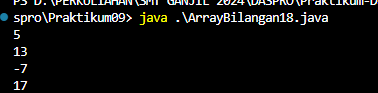 PS D:\PERKULIAHAN\SMT GANJIL 2024\DASPRO\Praktikum-D
spro\Praktikum09> java .\ArrayBilangan18.java
5
13
-7
17